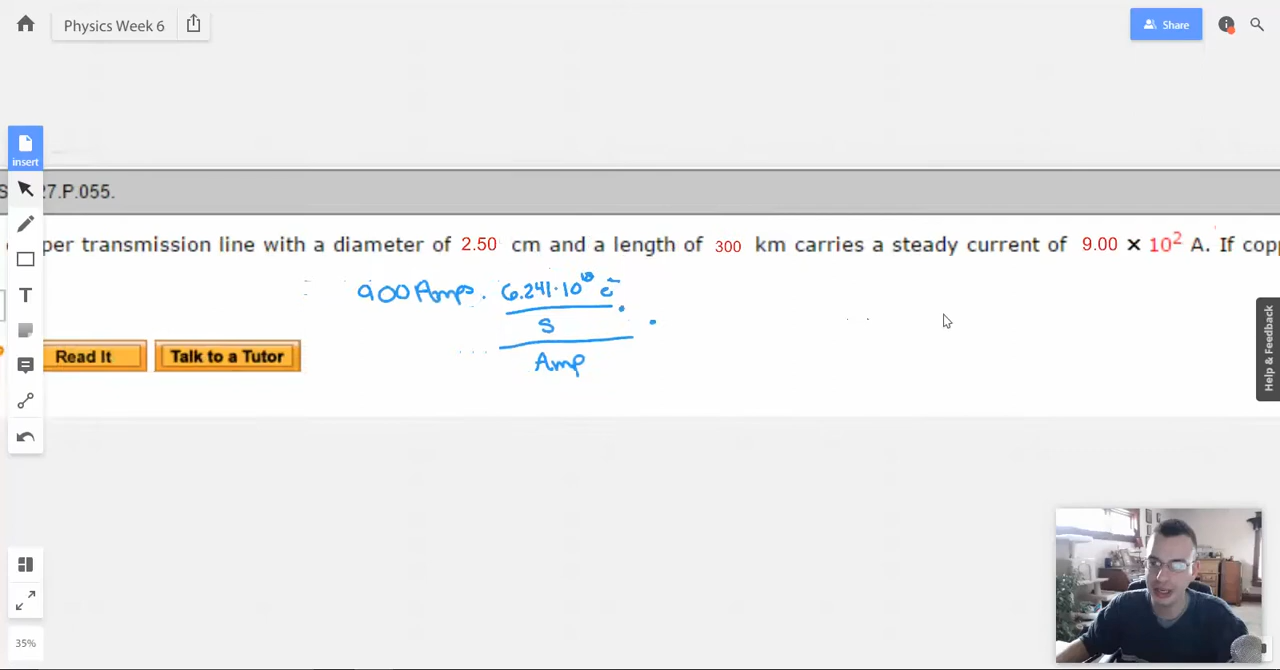 Physics Week 6
Share
insert
27.P.055.
per transmission line with a diameter of 2.50 cm and a length of 300 km carries a steady current of 9.00 × 10² A. If cop
900 Amps · 6.241·10¹⁸ e⁻
s
Amp
Read It Talk to a Tutor
T
Help & Feedback
35%